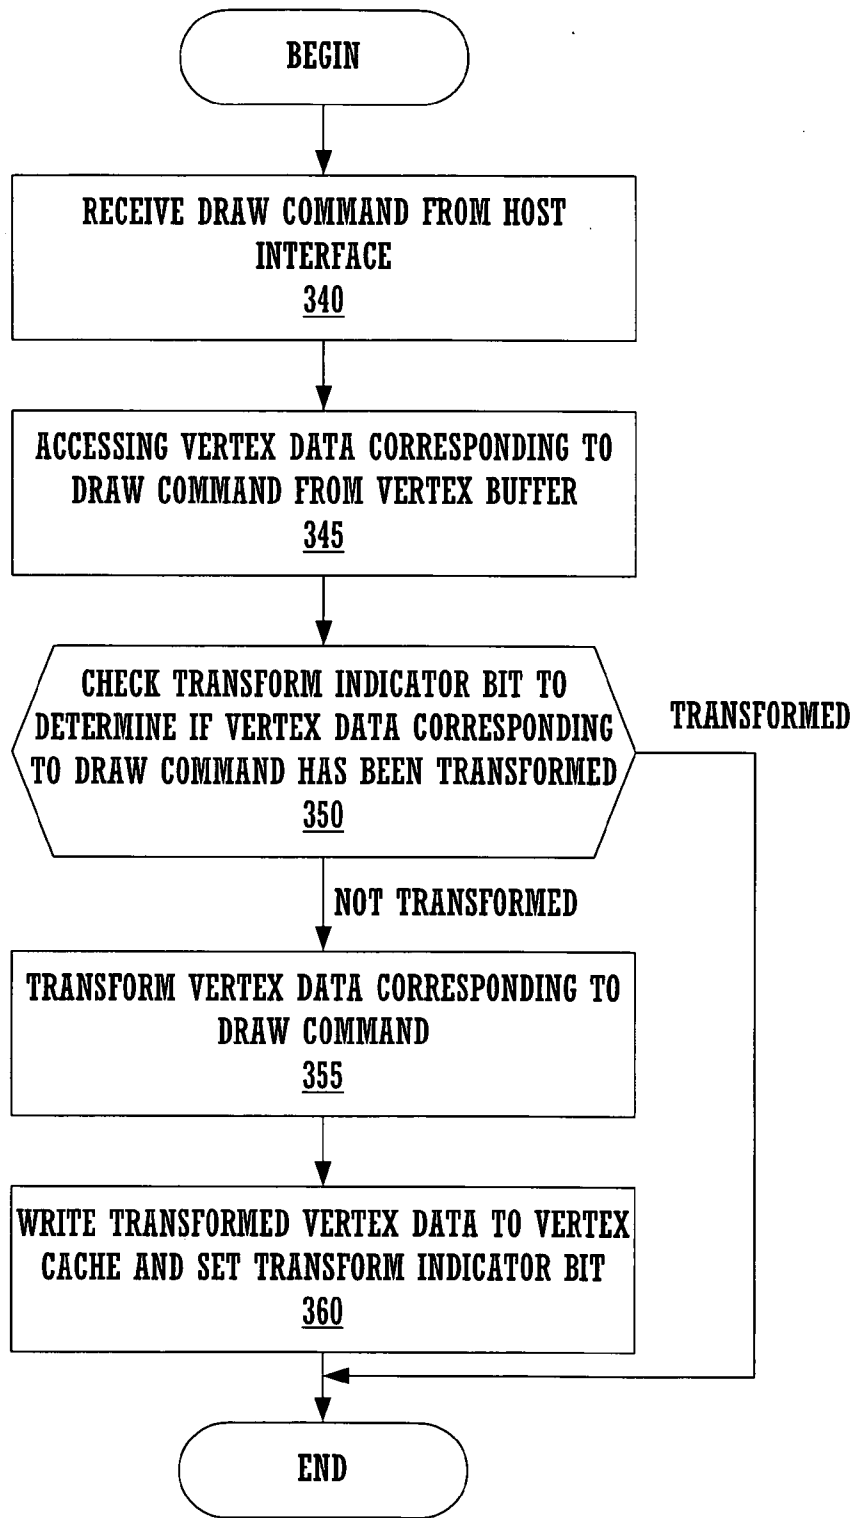 BEGIN
RECEIVE DRAW COMMAND FROM HOST
INTERFACE
340
ACCESSING VERTEX DATA CORRESPONDING TO
DRAW COMMAND FROM VERTEX BUFFER
345
CHECK TRANSFORM INDICATOR BIT TO
DETERMINE IF VERTEX DATA CORRESPONDING
TO DRAW COMMAND HAS BEEN TRANSFORMED
350
TRANSFORMED
NOT TRANSFORMED
TRANSFORM VERTEX DATA CORRESPONDING TO
DRAW COMMAND
355
WRITE TRANSFORMED VERTEX DATA TO VERTEX
CACHE AND SET TRANSFORM INDICATOR BIT
360
END